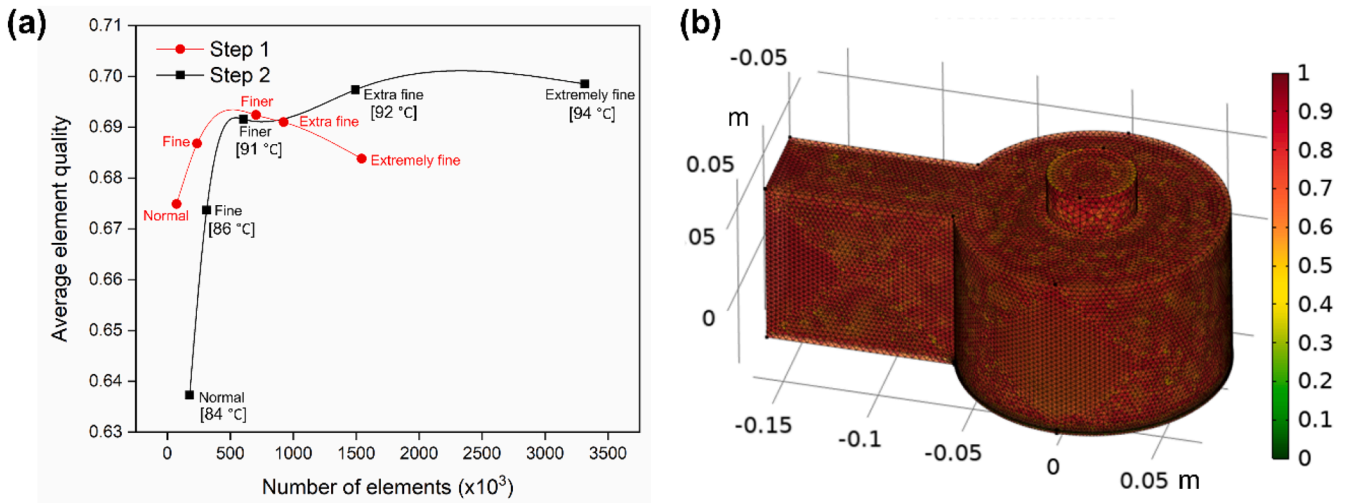 (a)
Average element quality
0.71
0.70
0.69
0.68
0.67
0.66
0.65
0.64
0.63
Step 1
Step 2
Normal
Fine
Finer
Extra fine
Extremely fine
Normal
[84 °C]
Fine
[86 °C]
Finer
[91 °C]
Extra fine
[92 °C]
Extremely fine
[94 °C]
0 500 1000 1500 2000 2500 3000 3500
Number of elements (x10³)
(b)
-0.05
m
0.05
05
0
-0.15
-0.1
-0.05
0
0.05
m
1
0.9
0.8
0.7
0.6
0.5
0.4
0.3
0.2
0.1
0